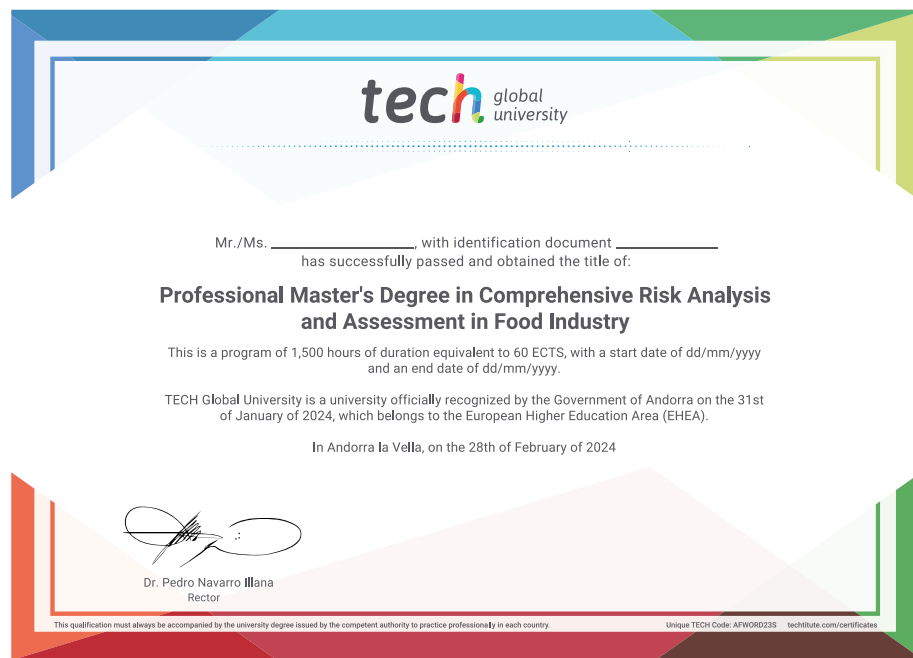 tech global
university
Mr./Ms. ____________________, with identification document ______________
has successfully passed and obtained the title of:
Professional Master's Degree in Comprehensive Risk Analysis
and Assessment in Food Industry
This is a program of 1,500 hours of duration equivalent to 60 ECTS, with a start date of dd/mm/yyyy
and an end date of dd/mm/yyyy.
TECH Global University is a university officially recognized by the Government of Andorra on the 31st
of January of 2024, which belongs to the European Higher Education Area (EHEA).
In Andorra la Vella, on the 28th of February of 2024
Dr. Pedro Navarro Illana
Rector
This qualification must always be accompanied by the university degree issued by the competent authority to practice professionally in each country.
Unique TECH Code: AFWORD23S techtitute.com/certificates